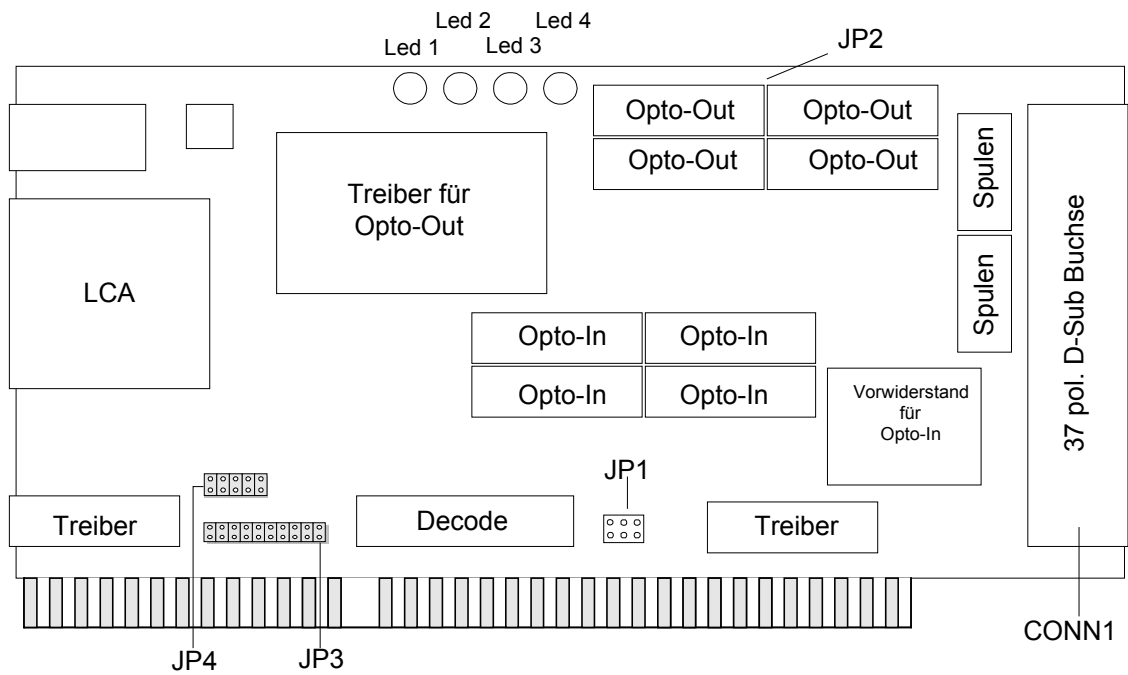 Led 2 Led 4
Led 1 Led 3
JP2
Opto-Out Opto-Out
Opto-Out Opto-Out
Treiber für
Opto-Out
Spulen
Spulen
37 pol. D-Sub Buchse
LCA
Opto-In Opto-In
Opto-In Opto-In
Vorwiderstand
für
Opto-In
JP1
Treiber
Decode
Treiber
JP4
JP3
CONN1